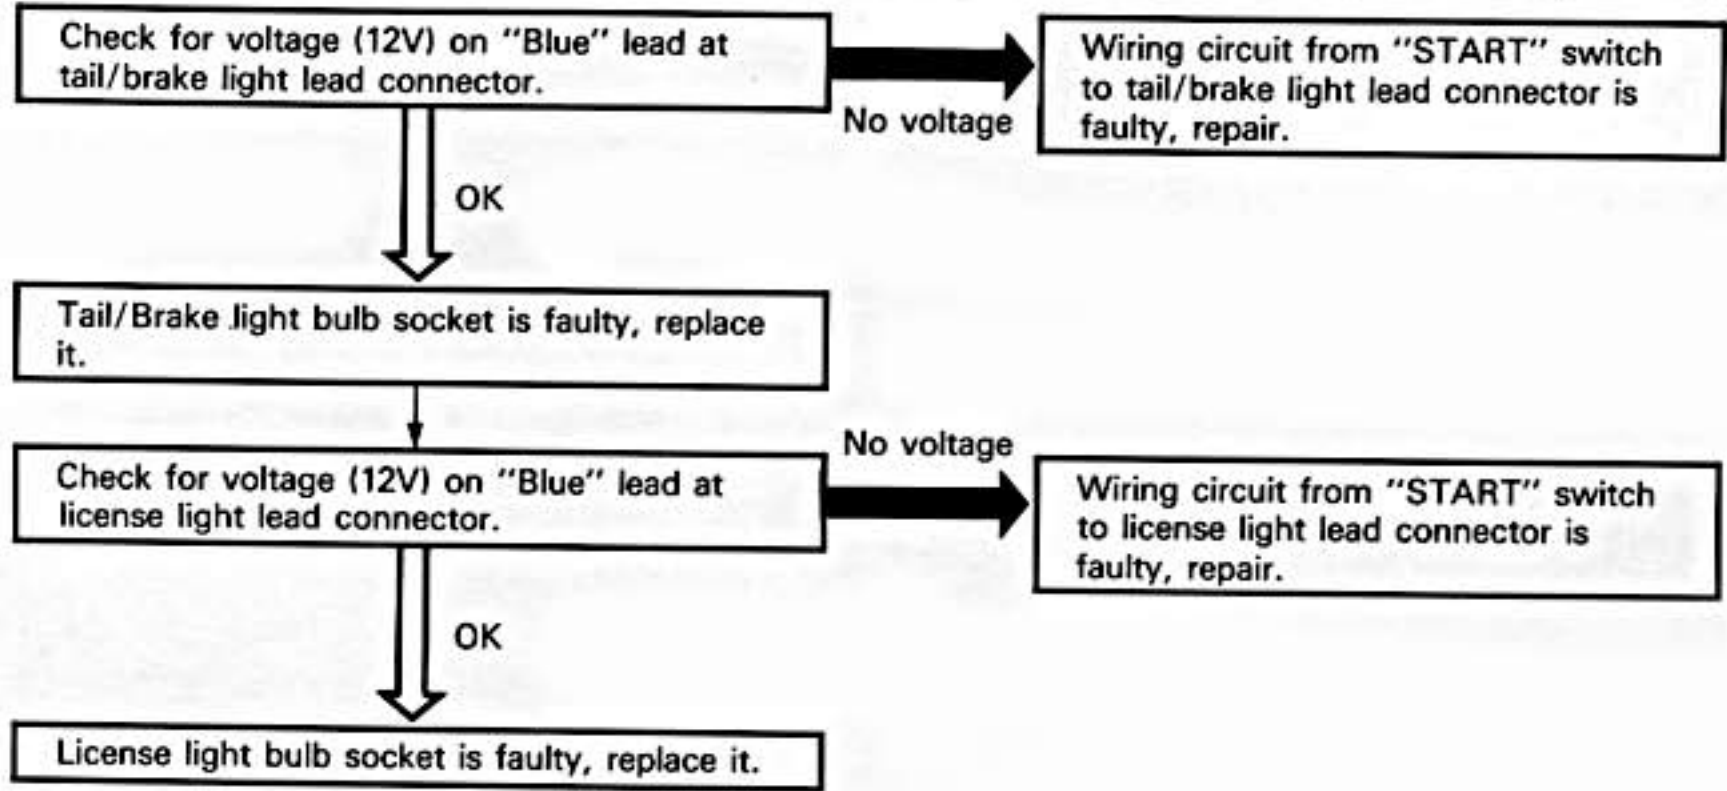 Check for voltage (12V) on "Blue" lead at
tail/brake light lead connector.
No voltage
Wiring circuit from "START" switch
to tail/brake light lead connector is
faulty, repair.
OK
Tail/Brake light bulb socket is faulty, replace
it.
Check for voltage (12V) on "Blue" lead at
license light lead connector.
No voltage
Wiring circuit from "START" switch
to license light lead connector is
faulty, repair.
OK
License light bulb socket is faulty, replace it.